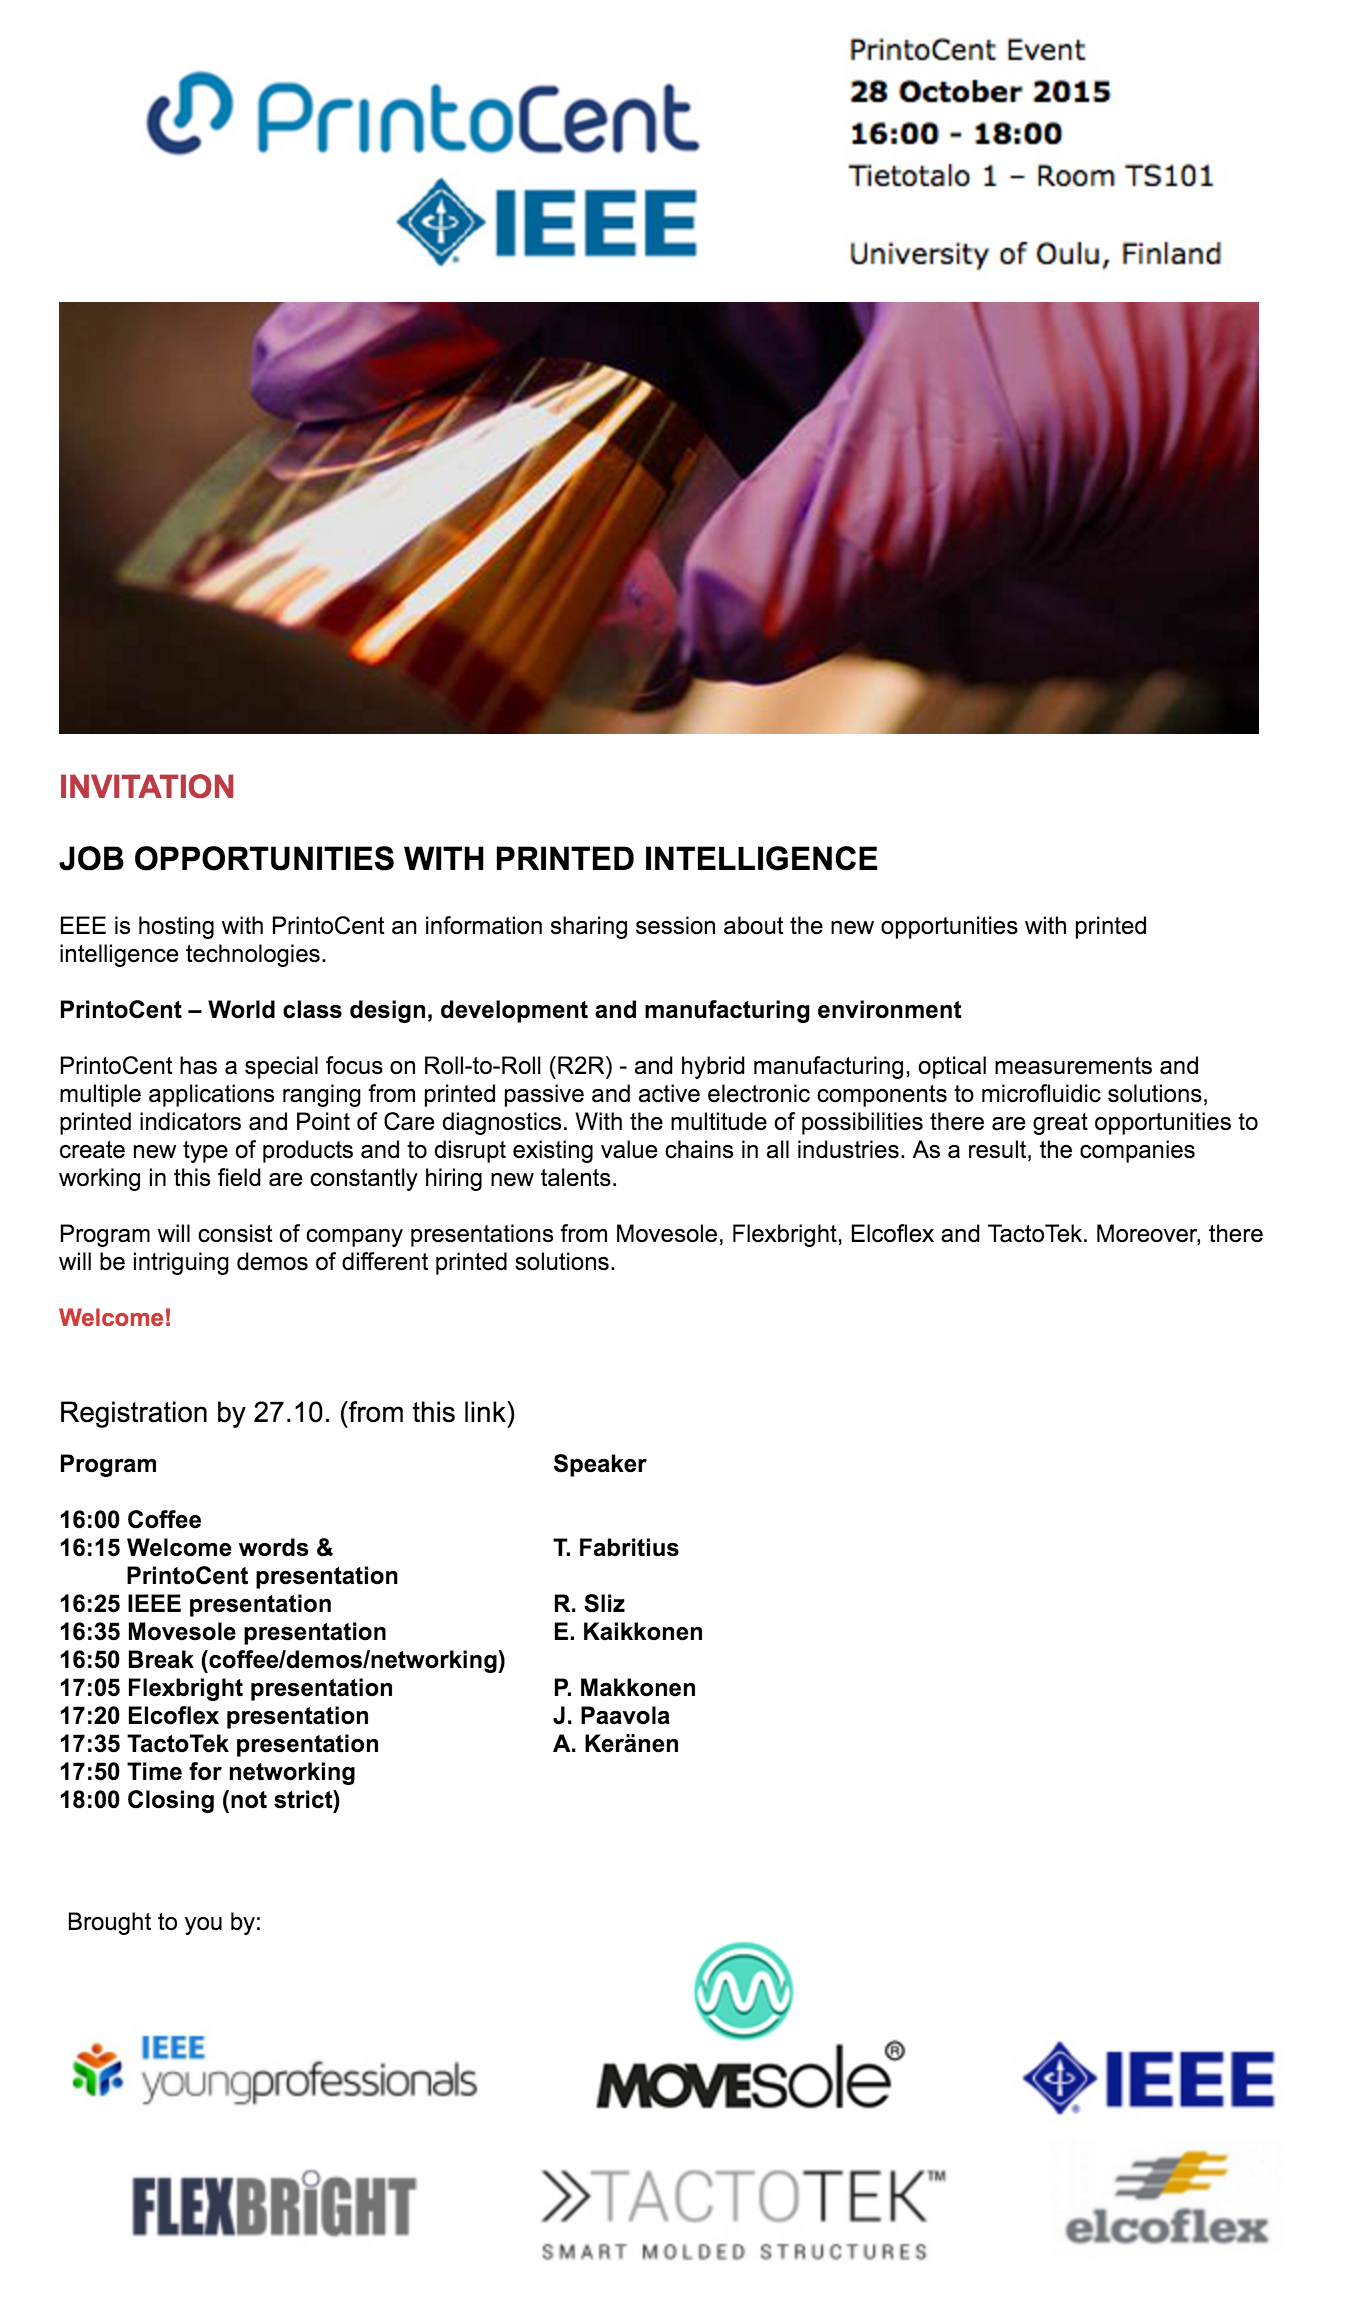 PrintoCent
IEEE
PrintoCent Event
28 October 2015
16:00 - 18:00
Tietotalo 1 – Room TS101
University of Oulu, Finland
INVITATION
JOB OPPORTUNITIES WITH PRINTED INTELLIGENCE
EEE is hosting with PrintoCent an information sharing session about the new opportunities with printed
intelligence technologies.
PrintoCent – World class design, development and manufacturing environment
PrintoCent has a special focus on Roll-to-Roll (R2R) - and hybrid manufacturing, optical measurements and
multiple applications ranging from printed passive and active electronic components to microfluidic solutions,
printed indicators and Point of Care diagnostics. With the multitude of possibilities there are great opportunities to
create new type of products and to disrupt existing value chains in all industries. As a result, the companies
working in this field are constantly hiring new talents.
Program will consist of company presentations from Movesole, Flexbright, Elcoflex and TactoTek. Moreover, there
will be intriguing demos of different printed solutions.
Welcome!
Registration by 27.10. (from this link)
Program Speaker
16:00 Coffee
16:15 Welcome words & T. Fabritius
PrintoCent presentation
16:25 IEEE presentation R. Sliz
16:35 Movesole presentation E. Kaikkonen
16:50 Break (coffee/demos/networking)
17:05 Flexbright presentation P. Makkonen
17:20 Elcoflex presentation J. Paavola
17:35 TactoTek presentation A. Keränen
17:50 Time for networking
18:00 Closing (not strict)
Brought to you by:
IEEE
youngprofessionals
MOVEsole®
IEEE
FLEXBRiGHT
TACTOTEK™
SMART MOLDED STRUCTURES
elcoflex